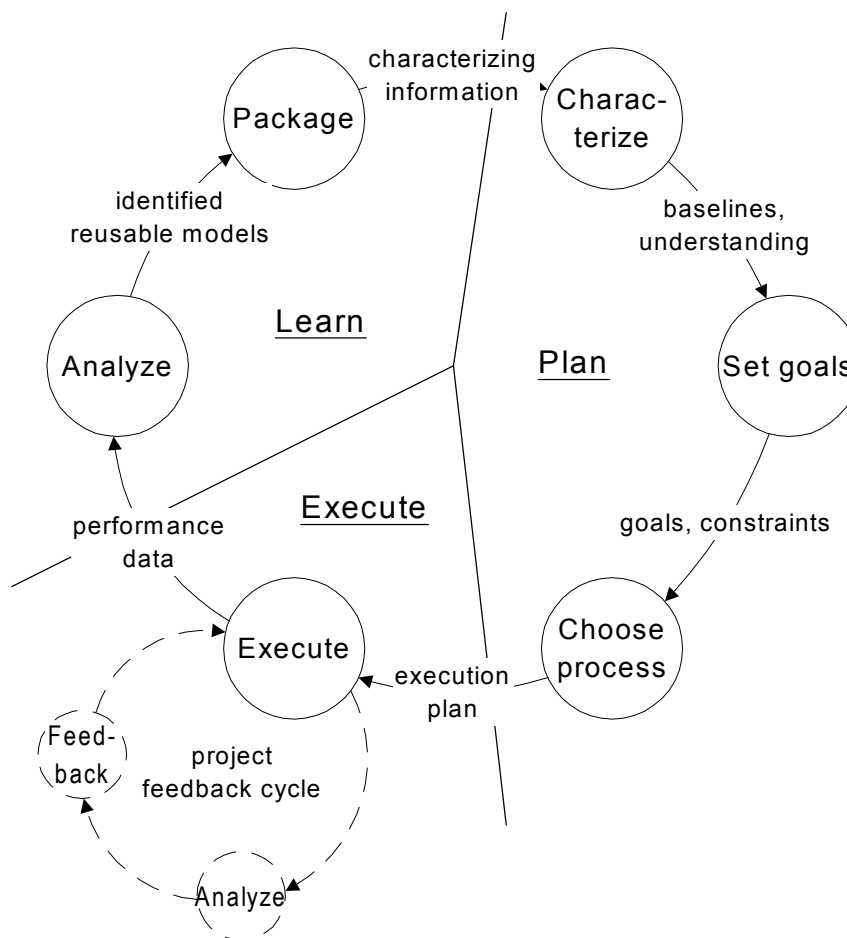 characterizing
information
Package
Charac-
terize
identified
reusable models
baselines,
understanding
Learn
Plan
Analyze
Set goals
Execute
performance
data
goals, constraints
Execute
Choose
process
execution
plan
Feed-
back
project
feedback cycle
Analyze